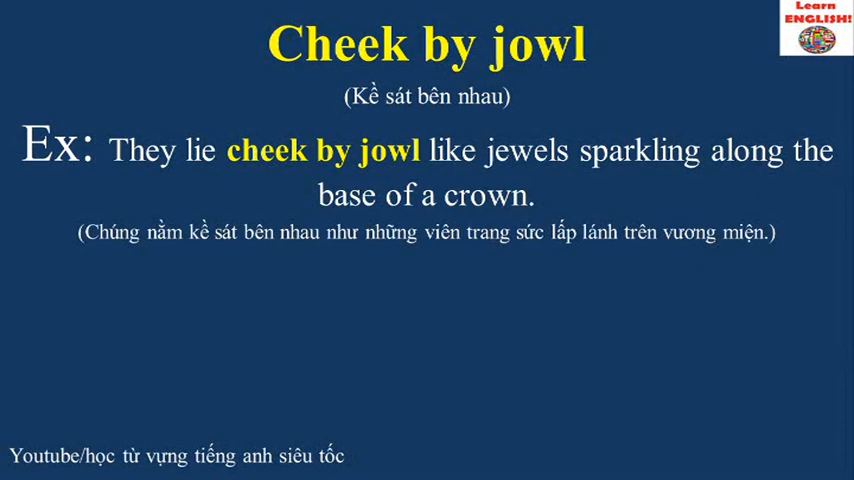 Learn
ENGLISH!
Cheek by jowl
(Kề sát bên nhau)
Ex: They lie cheek by jowl like jewels sparkling along the
base of a crown.
(Chúng nằm kề sát bên nhau như những viên trang sức lấp lánh trên vương miện.)
Youtube/học từ vựng tiếng anh siêu tốc